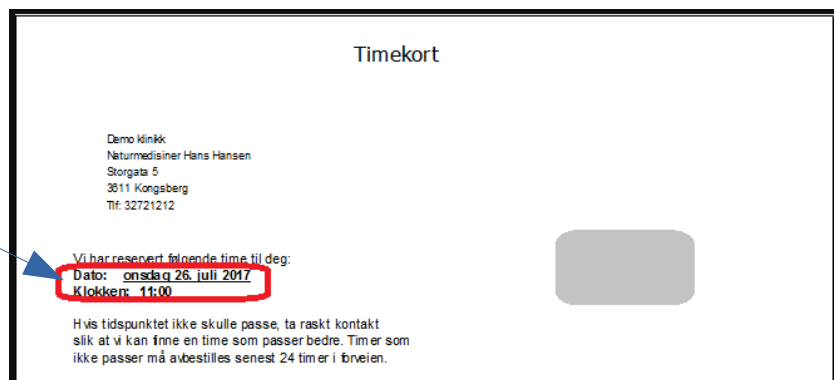 Timekort
Demo klinikk
Naturmedisiner Hans Hansen
Storgata 5
3611 Kongsberg
Tlf: 32721212
Vi har reservert følgende time til deg:
Dato: onsdag 26. juli 2017
Klokken: 11:00
Hvis tidspunktet ikke skulle passe, ta raskt kontakt
slik at vi kan finne en time som passer bedre. Timer som
ikke passer må avbestilles senest 24 timer i forveien.